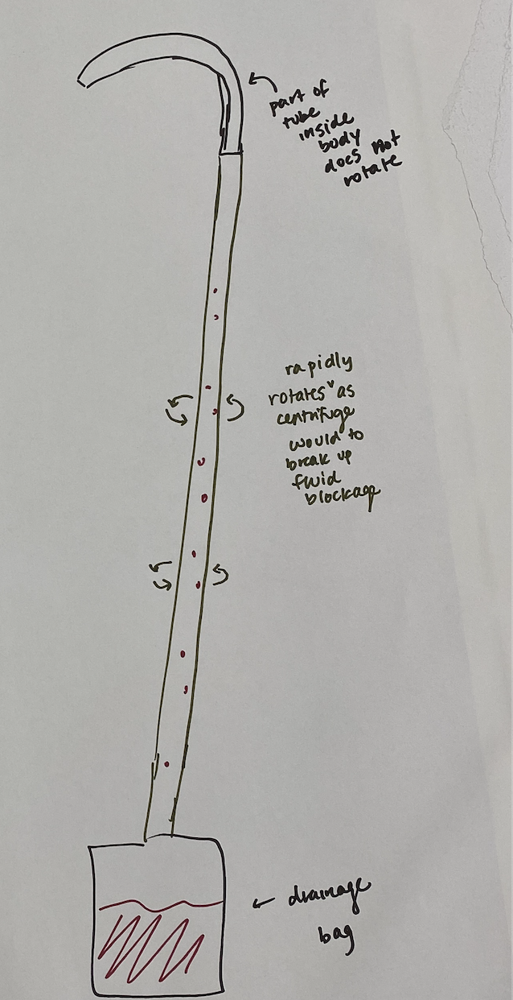 part of
tube
inside
body
does not
rotate
rapidly
rotates as
centrifuge
would to
break up
fluid
blockage
drainage
bag